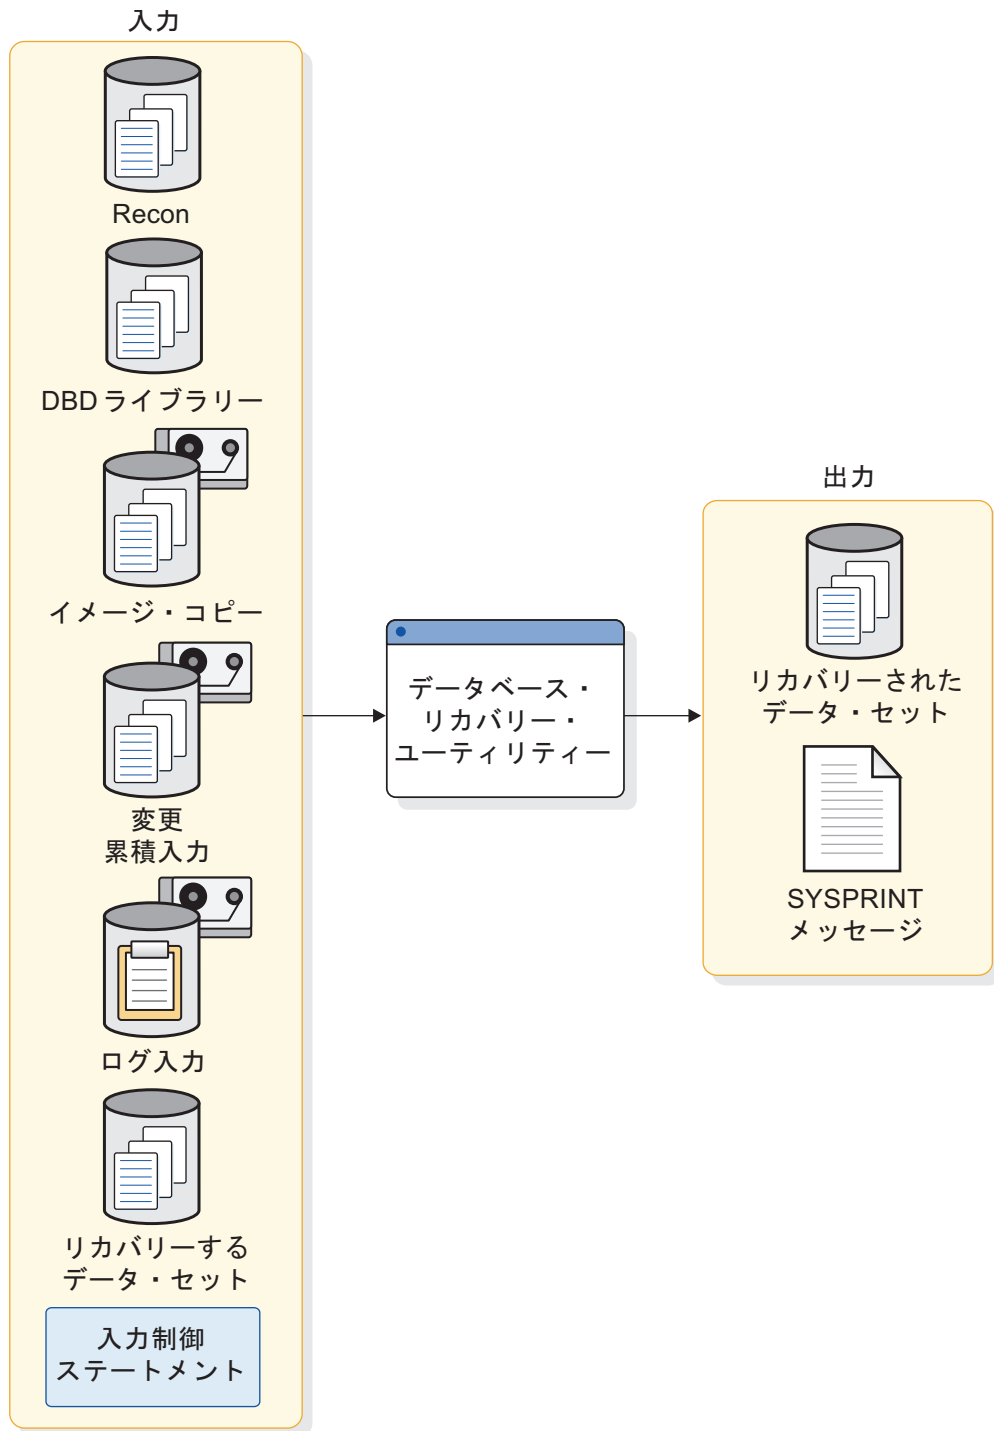 入力
Recon
DBD ライブラリー
イメージ・コピー
変更
累積入力
ログ入力
リカバリーする
データ・セット
入力制御
ステートメント
データベース・
リカバリー・
ユーティリティー
出力
リカバリーされた
データ・セット
SYSPRINT
メッセージ